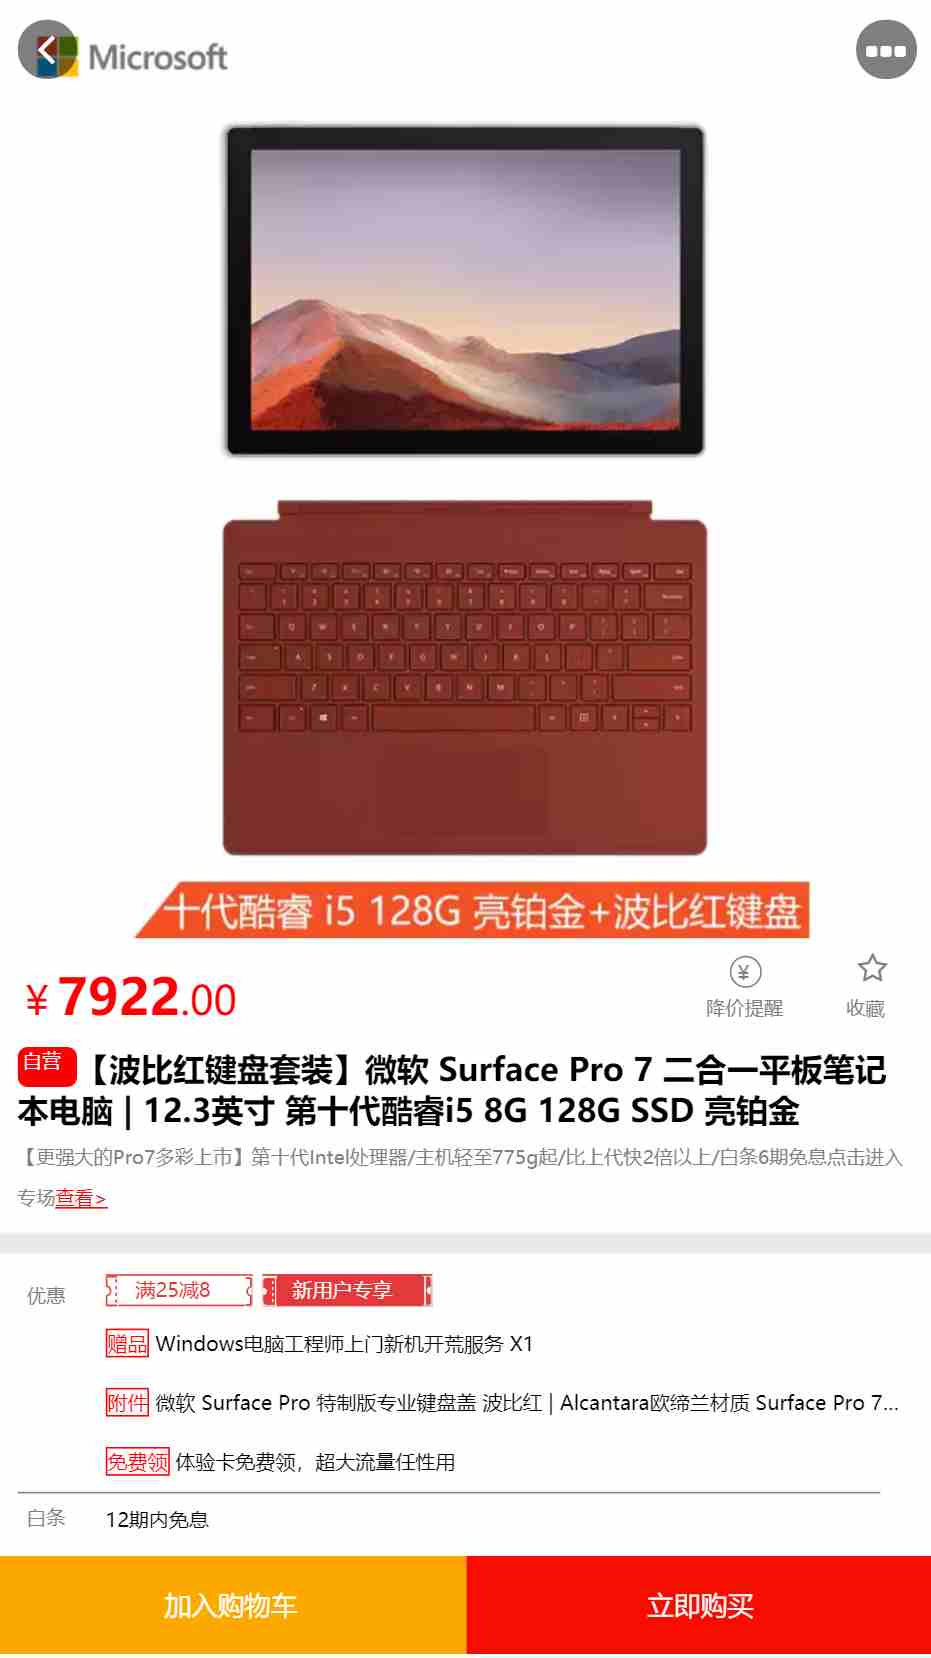 Microsoft
十代酷睿 i5 128G 亮铂金+波比红键盘
¥7922.00
降价提醒
收藏
自营【波比红键盘套装】微软 Surface Pro 7 二合一平板笔记
本电脑 | 12.3英寸 第十代酷睿i5 8G 128G SSD 亮铂金
【更强大的Pro7多彩上市】第十代Intel处理器/主机轻至775g起/比上代快2倍以上/白条6期免息点击进入
专场查看>
优惠 满25减8 新用户专享
赠品 Windows电脑工程师上门新机开荒服务 X1
附件 微软 Surface Pro 特制版专业键盘盖 波比红 | Alcantara欧缔兰材质 Surface Pro 7...
免费领 体验卡免费领，超大流量任性用
白条 12期内免息
加入购物车 立即购买